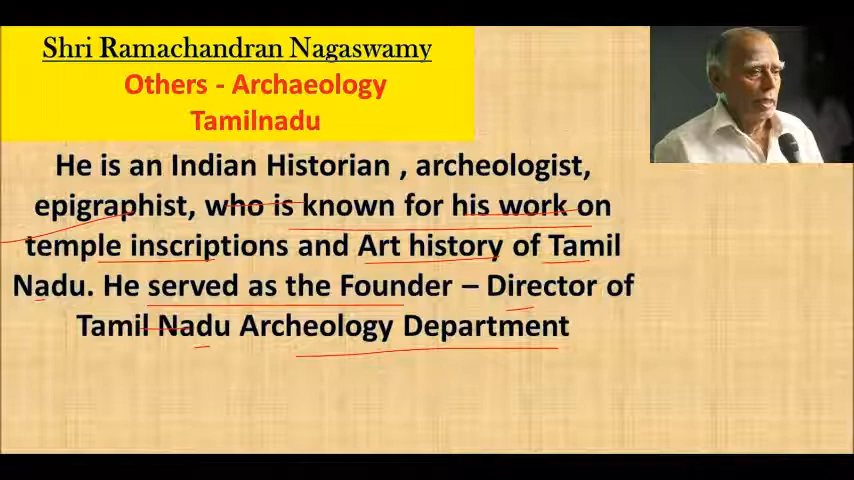 Shri Ramachandran Nagaswamy
Others - Archaeology
Tamilnadu
He is an Indian Historian , archeologist,
epigraphist, who is known for his work on
temple inscriptions and Art history of Tamil
Nadu. He served as the Founder – Director of
Tamil Nadu Archeology Department